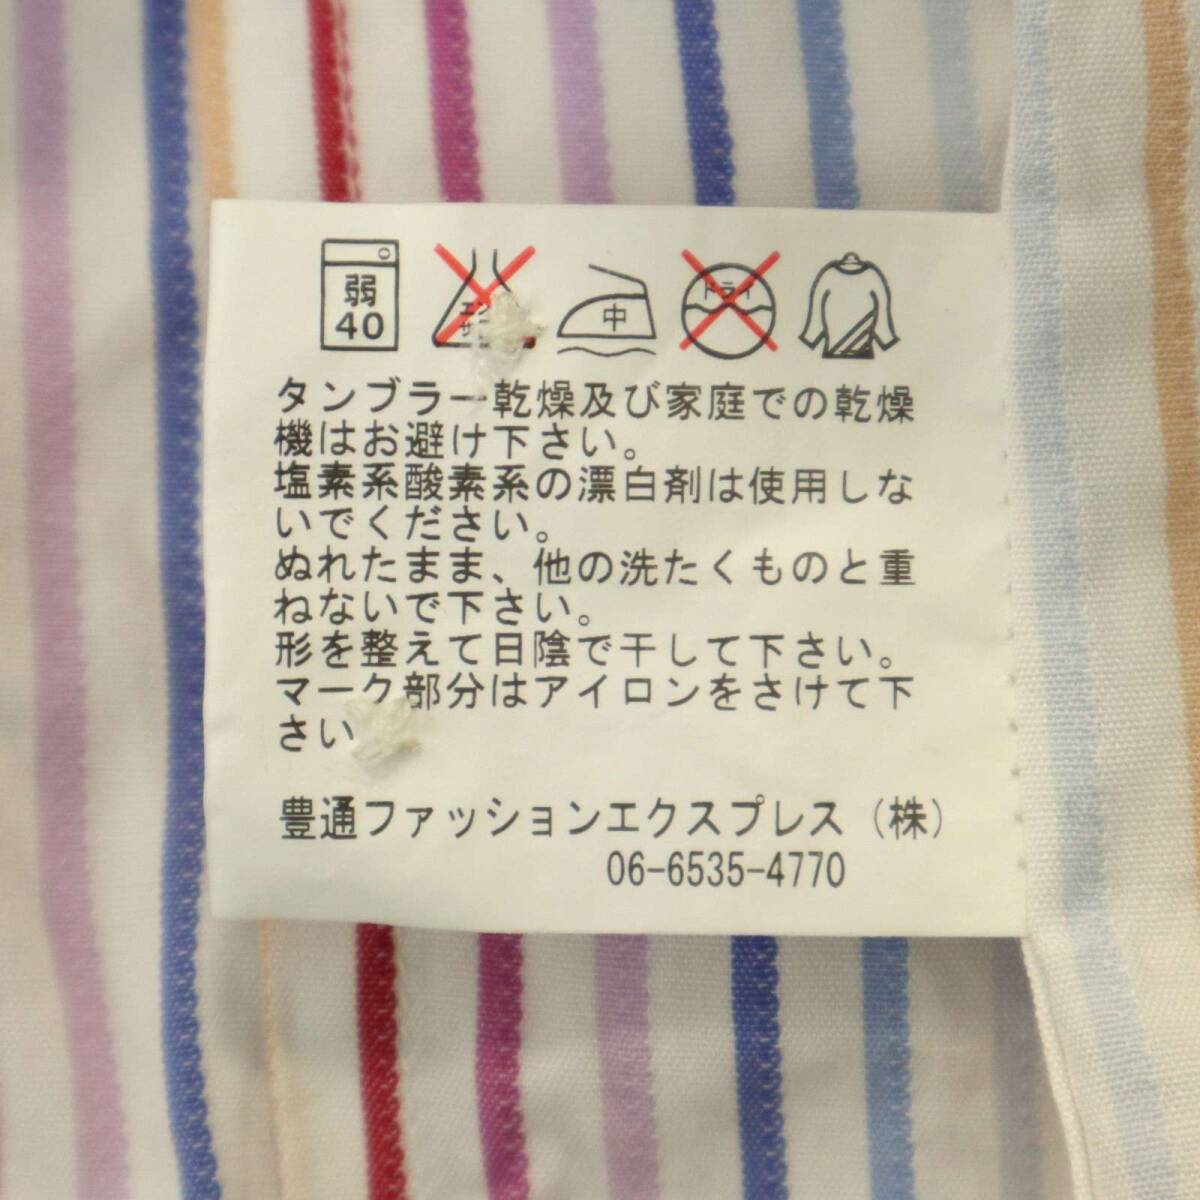 弱
40
エン
サ
中
ドライ
タンブラー乾燥及び家庭での乾燥
機はお避け下さい。
塩素系酸素系の漂白剤は使用しな
いでください。
ぬれたまま、他の洗たくものと重
ねないで下さい。
形を整えて日陰で干して下さい。
マーク部分はアイロンをさけて下
さい
豊通ファッションエクスプレス(株)
06-6535-4770